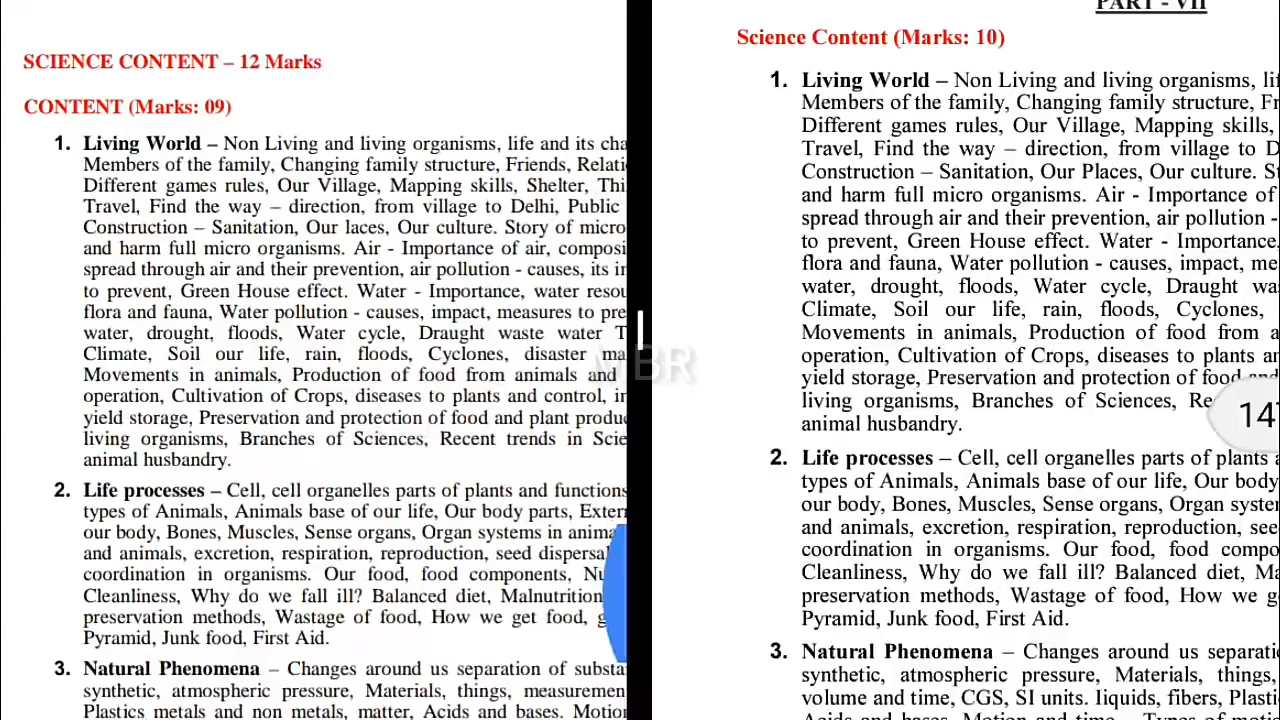 SCIENCE CONTENT – 12 Marks
CONTENT (Marks: 09)
1. Living World – Non Living and living organisms, life and its cha
Members of the family, Changing family structure, Friends, Relati
Different games rules, Our Village, Mapping skills, Shelter, Thi
Travel, Find the way – direction, from village to Delhi, Public
Construction – Sanitation, Our laces, Our culture. Story of micro
and harm full micro organisms. Air - Importance of air, composi
spread through air and their prevention, air pollution - causes, its
to prevent, Green House effect. Water - Importance, water resou
flora and fauna, Water pollution - causes, impact, measures to pre
water, drought, floods, Water cycle, Draught waste water T
Climate, Soil our life, rain, floods, Cyclones, disaster ma
Movements in animals, Production of food from animals and
operation, Cultivation of Crops, diseases to plants and control,
yield storage, Preservation and protection of food and plant produ
living organisms, Branches of Sciences, Recent trends in Scie
animal husbandry.
2. Life processes – Cell, cell organelles parts of plants and functions
types of Animals, Animals base of our life, Our body parts, Exter
our body, Bones, Muscles, Sense organs, Organ systems in anima
and animals, excretion, respiration, reproduction, seed dispersal
coordination in organisms. Our food, food components, Nu
Cleanliness, Why do we fall ill? Balanced diet, Malnutrition
preservation methods, Wastage of food, How we get food, g
Pyramid, Junk food, First Aid.
3. Natural Phenomena – Changes around us separation of substa
synthetic, atmospheric pressure, Materials, things, measuremen
Plastics metals and non metals, matter, Acids and bases. Motion
PART - VII
Science Content (Marks: 10)
1. Living World – Non Living and living organisms, li
Members of the family, Changing family structure, Fr
Different games rules, Our Village, Mapping skills,
Travel, Find the way – direction, from village to D
Construction – Sanitation, Our Places, Our culture. St
and harm full micro organisms. Air - Importance of
spread through air and their prevention, air pollution -
to prevent, Green House effect. Water - Importance
flora and fauna, Water pollution - causes, impact, me
water, drought, floods, Water cycle, Draught wa
Climate, Soil our life, rain, floods, Cyclones,
Movements in animals, Production of food from a
operation, Cultivation of Crops, diseases to plants an
yield storage, Preservation and protection of food and
living organisms, Branches of Sciences, Re
animal husbandry.
2. Life processes – Cell, cell organelles parts of plants a
types of Animals, Animals base of our life, Our body
our body, Bones, Muscles, Sense organs, Organ syste
and animals, excretion, respiration, reproduction, see
coordination in organisms. Our food, food compo
Cleanliness, Why do we fall ill? Balanced diet, Ma
preservation methods, Wastage of food, How we g
Pyramid, Junk food, First Aid.
3. Natural Phenomena – Changes around us separati
synthetic, atmospheric pressure, Materials, things,
volume and time, CGS, SI units. liquids, fibers, Plasti
Acids and bases. Motion and time – Types of moti
14
MBR